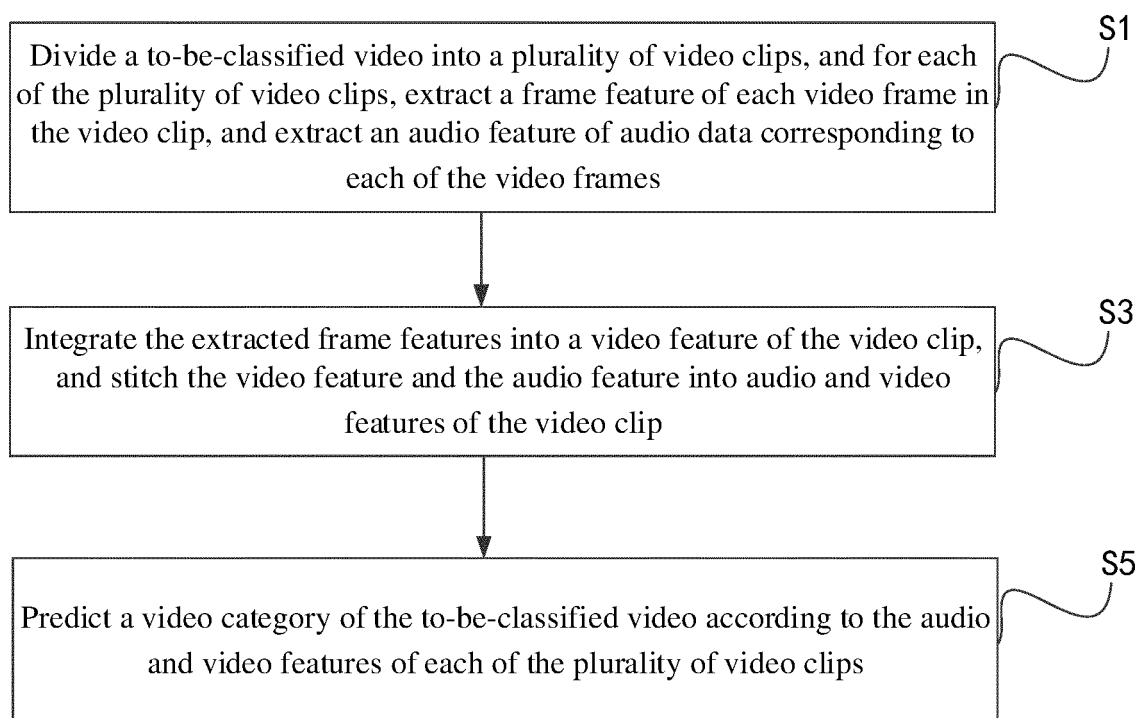 S1
Divide a to-be-classified video into a plurality of video clips, and for each
of the plurality of video clips, extract a frame feature of each video frame in
the video clip, and extract an audio feature of audio data corresponding to
each of the video frames
S3
Integrate the extracted frame features into a video feature of the video clip,
and stitch the video feature and the audio feature into audio and video
features of the video clip
S5
Predict a video category of the to-be-classified video according to the audio
and video features of each of the plurality of video clips